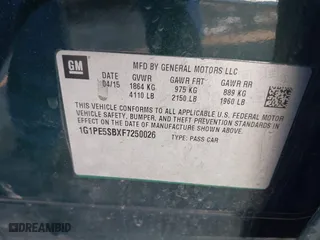 GM
MFD BY GENERAL MOTORS LLC
DATE GVWR GAWR FRT GAWR RR
04/15 1864 KG 975 KG 889 KG
4110 LB 2150 LB 1960 LB
THIS VEHICLE CONFORMS TO ALL APPLICABLE U.S. FEDERAL MOTOR
VEHICLE SAFETY, BUMPER, AND THEFT PREVENTION STANDARDS IN
EFFECT ON THE DATE OF MANUFACTURE SHOWN ABOVE.
1G1PE5SBXF7250026 TYPE: PASS CAR
DREAMBID